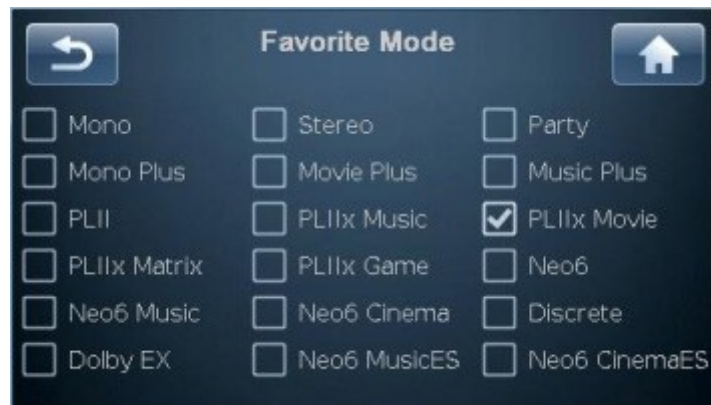 Favorite Mode
Mono Stereo Party
Mono Plus Movie Plus Music Plus
PLII PLIIx Music PLIIx Movie
PLIIx Matrix PLIIx Game Neo6
Neo6 Music Neo6 Cinema Discrete
Dolby EX Neo6 MusicES Neo6 CinemaES